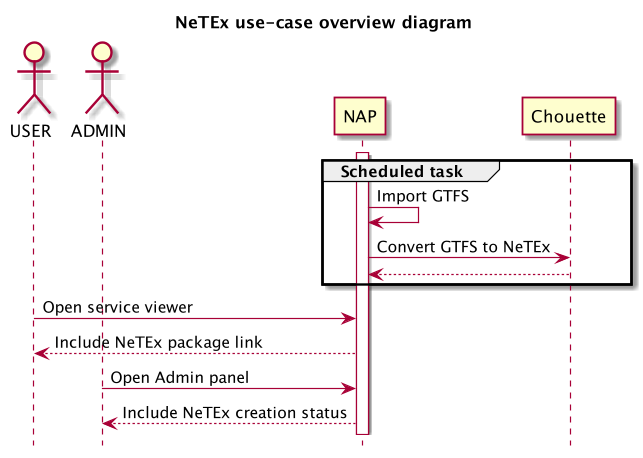 NeTEx use-case overview diagram
USER
ADMIN
NAP
Chouette
Scheduled task
Import GTFS
Convert GTFS to NeTEx
Open service viewer
Include NeTEx package link
Open Admin panel
Include NeTEx creation status